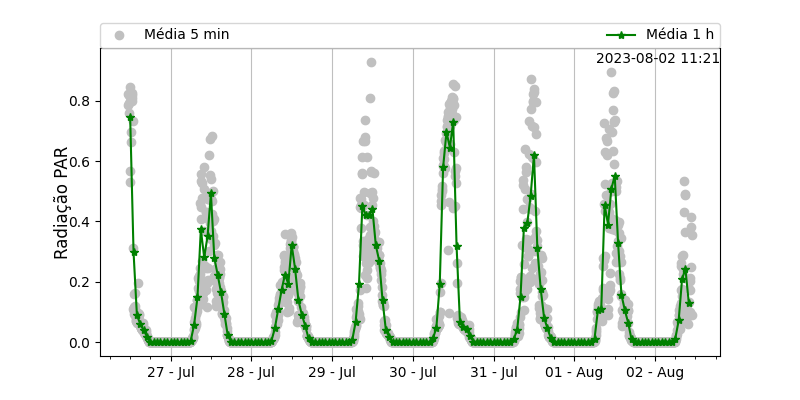 Média 5 min
Média 1 h
2023-08-02 11:21
Radiação PAR
0.8
0.6
0.4
0.2
0.0
27 - Jul
28 - Jul
29 - Jul
30 - Jul
31 - Jul
01 - Aug
02 - Aug